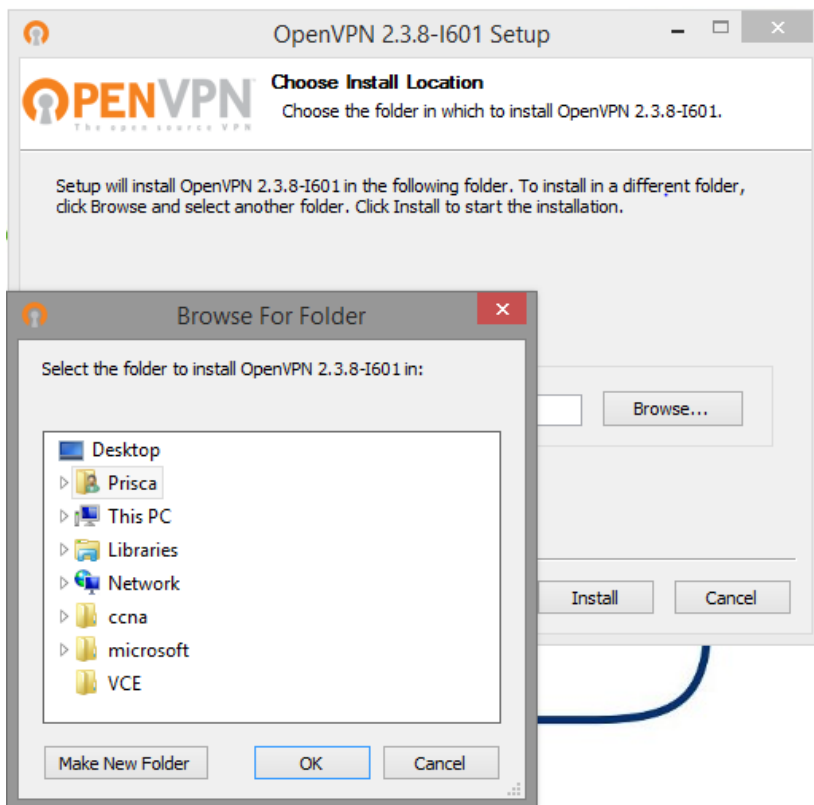 OpenVPN 2.3.8-I601 Setup
OPENVPN
The open source VPN
Choose Install Location
Choose the folder in which to install OpenVPN 2.3.8-I601.
Setup will install OpenVPN 2.3.8-I601 in the following folder. To install in a different folder,
click Browse and select another folder. Click Install to start the installation.
Browse...
Install
Cancel
Browse For Folder
Select the folder to install OpenVPN 2.3.8-I601 in:
Desktop
Prisca
This PC
Libraries
Network
ccna
microsoft
VCE
Make New Folder
OK
Cancel